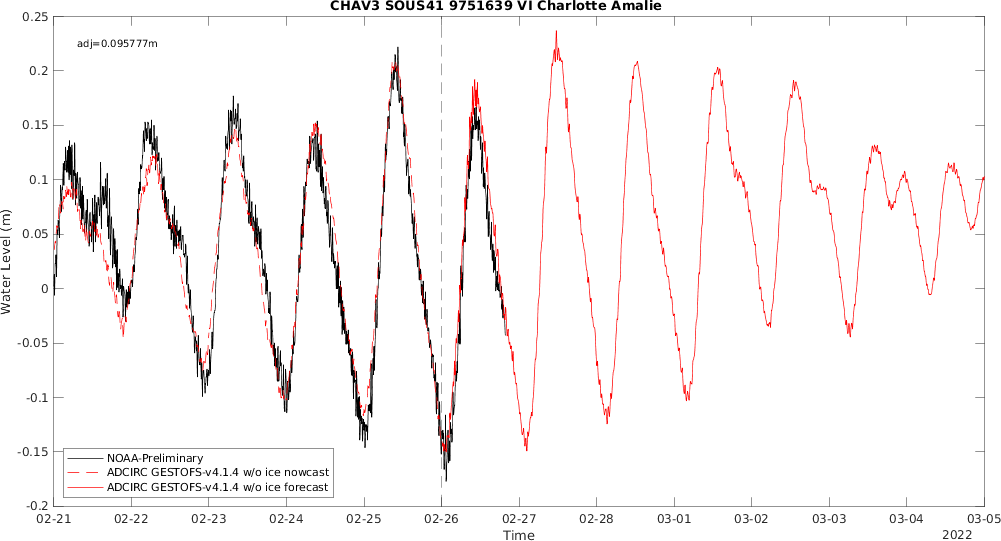 CHAV3 SOUS41 9751639 VI Charlotte Amalie
adj=0.095777m
0.25
0.2
0.15
0.1
0.05
0
-0.05
-0.1
-0.15
-0.2
Water Level (m)
NOAA-Preliminary
ADCIRC GESTOFS-v4.1.4 w/o ice nowcast
ADCIRC GESTOFS-v4.1.4 w/o ice forecast
02-21 02-22 02-23 02-24 02-25 02-26 02-27 02-28 03-01 03-02 03-03 03-04 03-05
Time
2022